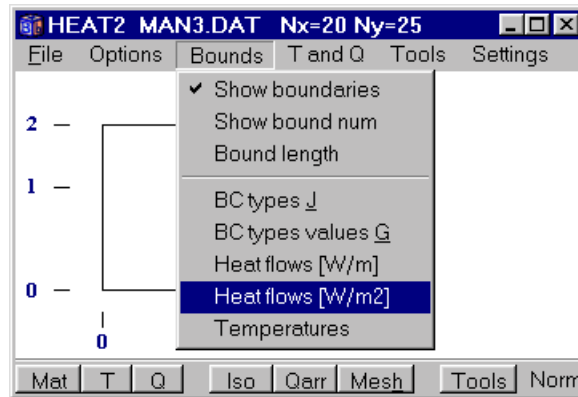 HEAT2 MAN3.DAT Nx=20 Ny=25
File Options Bounds T and Q Tools Settings
Show boundaries
Show bound num
Bound length
BC types J
BC types values G
Heat flows [W/m]
Heat flows [W/m2]
Temperatures
2
1
0
0
Mat T Q Iso Qarr Mesh Tools Norm